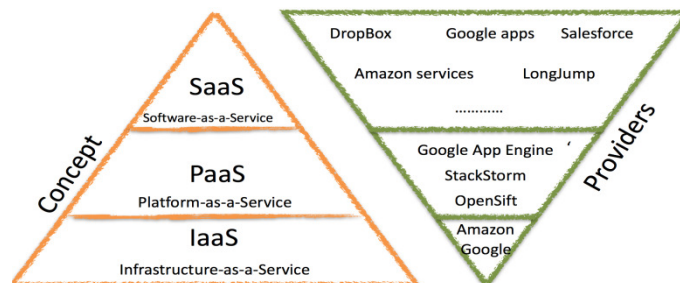 Concept
SaaS
Software-as-a-Service
PaaS
Platform-as-a-Service
IaaS
Infrastructure-as-a-Service
DropBox Google apps Salesforce
Amazon services LongJump
............
Google App Engine ‘
StackStorm
OpenSift
Amazon
Google
Providers